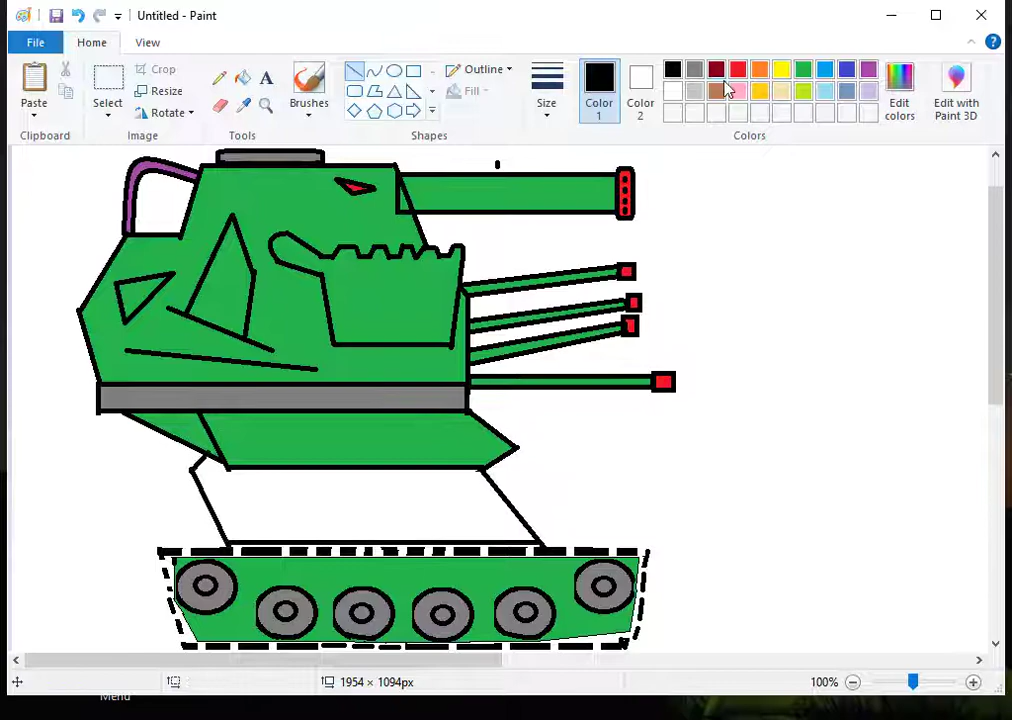 Untitled - Paint
File Home View
Paste
Clipboard
Select
Crop
Resize
Rotate
Image
A
Tools
Brushes
Outline
Fill
Shapes
Size
Color 1
Color 2
Edit colors
Colors
Edit with Paint 3D
1954 × 1094px
100%
Menu